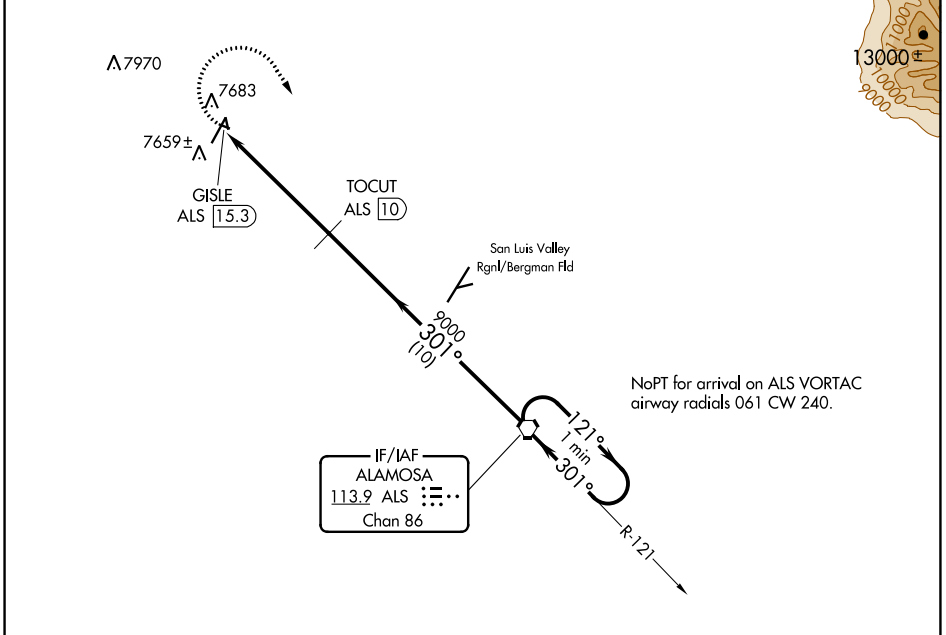 7970
7683
7659±
GISLE
ALS 15.3
TOCUT
ALS 10
San Luis Valley
Rgnl/Bergman Fld
9000
301°
(10)
11000
13000±
10000
9000
NoPT for arrival on ALS VORTAC
airway radials 061 CW 240.
121°
1 min
301°
R-121
IF/IAF
ALAMOSA
113.9 ALS
Chan 86